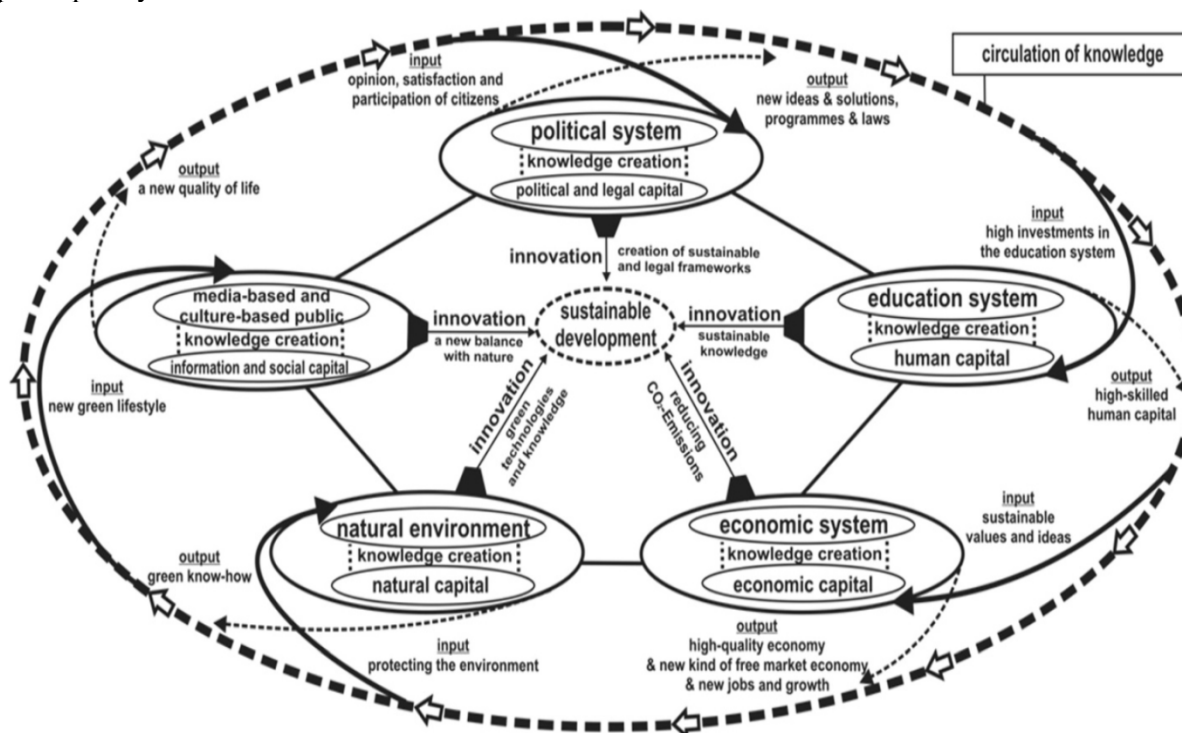 circulation of knowledge
input
opinion, satisfaction and
participation of citizens
output
new ideas & solutions,
programmes & laws
political system
knowledge creation
political and legal capital
innovation
creation of sustainable
and legal frameworks
output
a new quality of life
input
high investments in
the education system
media-based and
culture-based public
knowledge creation
information and social capital
innovation
a new balance
with nature
sustainable
development
innovation
sustainable
knowledge
education system
knowledge creation
human capital
input
new green lifestyle
output
high-skilled
human capital
innovation
green
technologies
and knowledge
innovation
reducing
CO₂-Emissions
natural environment
knowledge creation
natural capital
economic system
knowledge creation
economic capital
input
sustainable
values and ideas
output
green know-how
input
protecting the environment
output
high-quality economy
& new kind of free market economy
& new jobs and growth